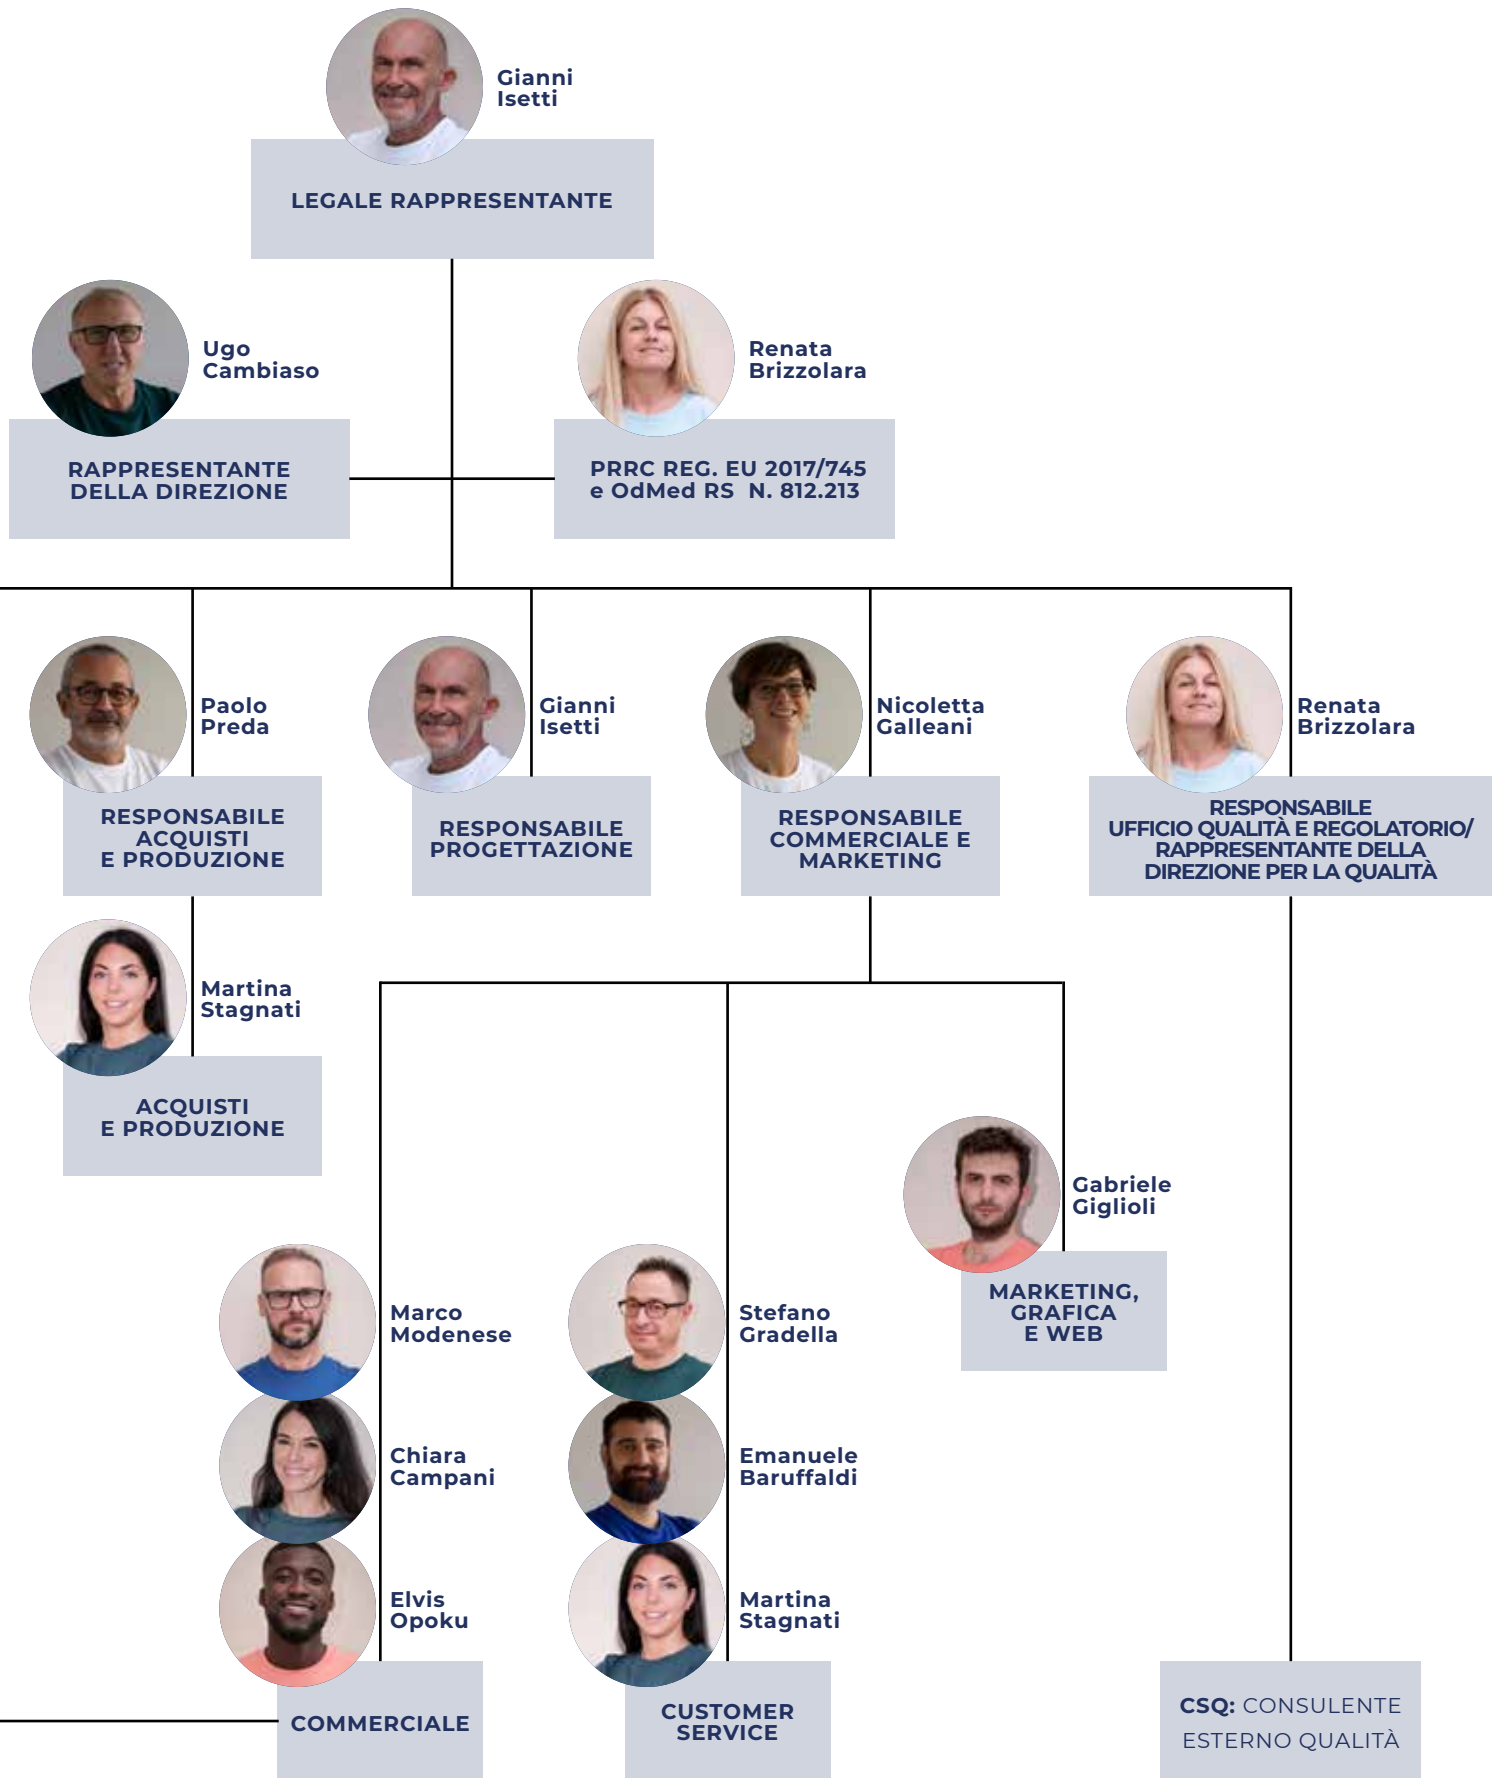 Gianni
Isetti
LEGALE RAPPRESENTANTE
Ugo
Cambiaso
RAPPRESENTANTE
DELLA DIREZIONE
Renata
Brizzolara
PRRC REG. EU 2017/745
e OdMed RS N. 812.213
Paolo
Preda
RESPONSABILE
ACQUISTI
E PRODUZIONE
Gianni
Isetti
RESPONSABILE
PROGETTAZIONE
Nicoletta
Galleani
RESPONSABILE
COMMERCIALE E
MARKETING
Renata
Brizzolara
RESPONSABILE
UFFICIO QUALITÀ E REGOLATORIO/
RAPPRESENTANTE DELLA
DIREZIONE PER LA QUALITÀ
Martina
Stagnati
ACQUISTI
E PRODUZIONE
Gabriele
Giglioli
MARKETING,
GRAFICA
E WEB
Marco
Modenese
Chiara
Campani
Elvis
Opoku
COMMERCIALE
Stefano
Gradella
Emanuele
Baruffaldi
Martina
Stagnati
CUSTOMER
SERVICE
CSQ: CONSULENTE
ESTERNO QUALITÀ